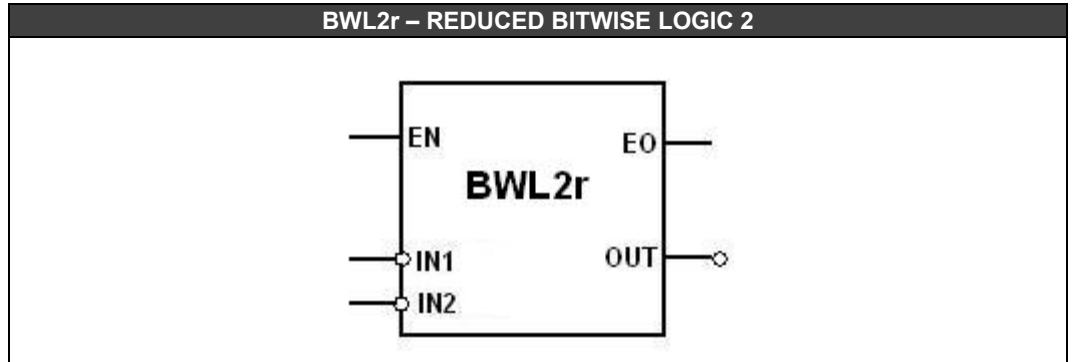 BWL2r – REDUCED BITWISE LOGIC 2
EN
EO
BWL2r
IN1
OUT
IN2